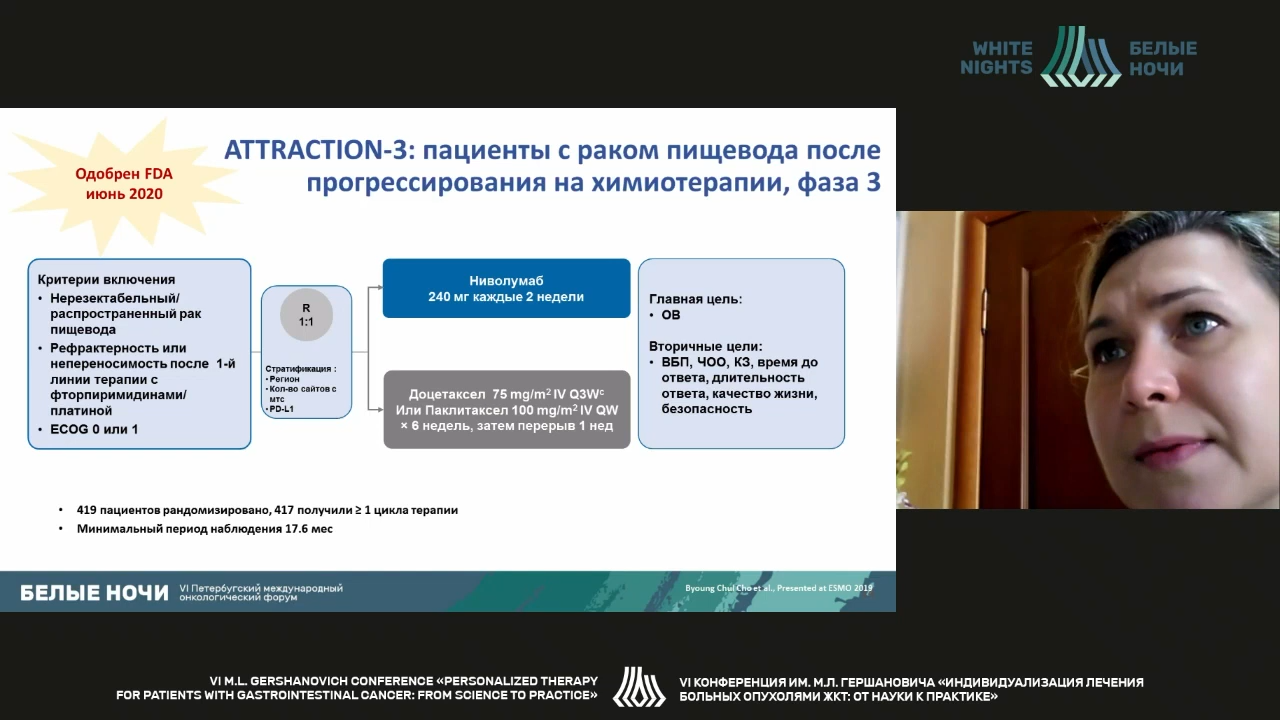 WHITE
NIGHTS
БЕЛЫЕ
НОЧИ
Одобрен FDA
июнь 2020
ATTRACTION-3: пациенты с раком пищевода после
прогрессирования на химиотерапии, фаза 3
Критерии включения
• Нерезектабельный/
распространенный рак
пищевода
• Рефрактерность или
непереносимость после 1-й
линии терапии с
фторпиримидинами/
платиной
• ECOG 0 или 1
R
1:1
Стратификация :
• Регион
• Кол-во сайтов с
мтс
• PD-L1
Ниволумаб
240 мг каждые 2 недели
Доцетаксел 75 mg/m² IV Q3Wᶜ
Или Паклитаксел 100 mg/m² IV QW
× 6 недель, затем перерыв 1 нед
Главная цель:
• ОВ
Вторичные цели:
• ВБП, ЧОО, КЗ, время до
ответа, длительность
ответа, качество жизни,
безопасность
• 419 пациентов рандомизировано, 417 получили ≥ 1 цикла терапии
• Минимальный период наблюдения 17.6 мес
БЕЛЫЕ НОЧИ
VI Петербугский международный
онкологический форум
Byoung Chul Cho et al., Presented at ESMO 2019
VI M.L. GERSHANOVICH CONFERENCE «PERSONALIZED THERAPY
FOR PATIENTS WITH GASTROINTESTINAL CANCER: FROM SCIENCE TO PRACTICE»
VI КОНФЕРЕНЦИЯ ИМ. М.Л. ГЕРШАНОВИЧА «ИНДИВИДУАЛИЗАЦИЯ ЛЕЧЕНИЯ
БОЛЬНЫХ ОПУХОЛЯМИ ЖКТ: ОТ НАУКИ К ПРАКТИКЕ»